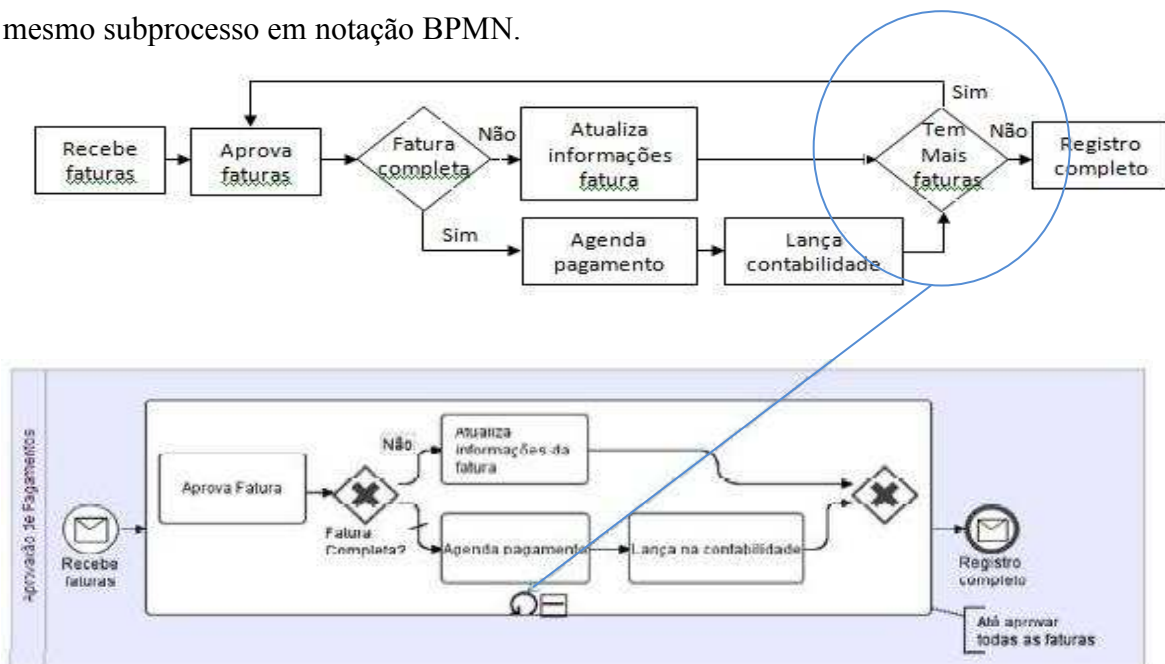 mesmo subprocesso em notação BPMN.
Sim
Recebe
faturas
Aprova
faturas
Fatura
completa
Não
Atualiza
informações
fatura
Tem
Mais
faturas
Não
Registro
completo
Sim
Agenda
pagamento
Lança
contabilidade
Aprovação de Pagamentos
Recebe
faturas
Aprova Fatura
Fatura
Completa?
Não
Atualiza
informações da
fatura
Agenda pagamento
Lança na contabilidade
Registro
completo
Até aprovar
todas as faturas